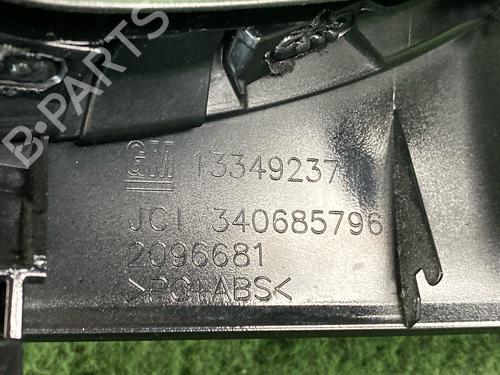 B-PARTS
GM 13349237
JCI 340685796
2096681
>PC+ABS<